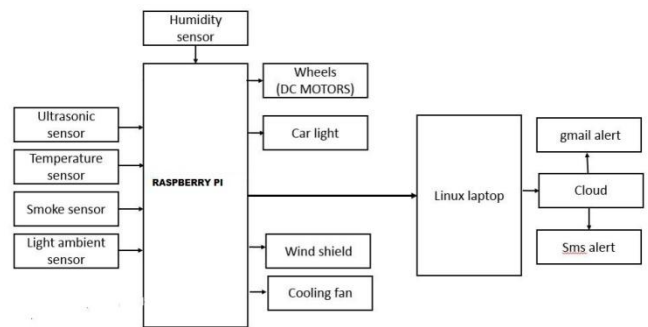 Humidity
sensor
Wheels
(DC MOTORS)
Ultrasonic
sensor
Car light
gmail alert
Temperature
sensor
RASPBERRY PI
Linux laptop
Cloud
Smoke sensor
Light ambient
sensor
Wind shield
Sms alert
Cooling fan